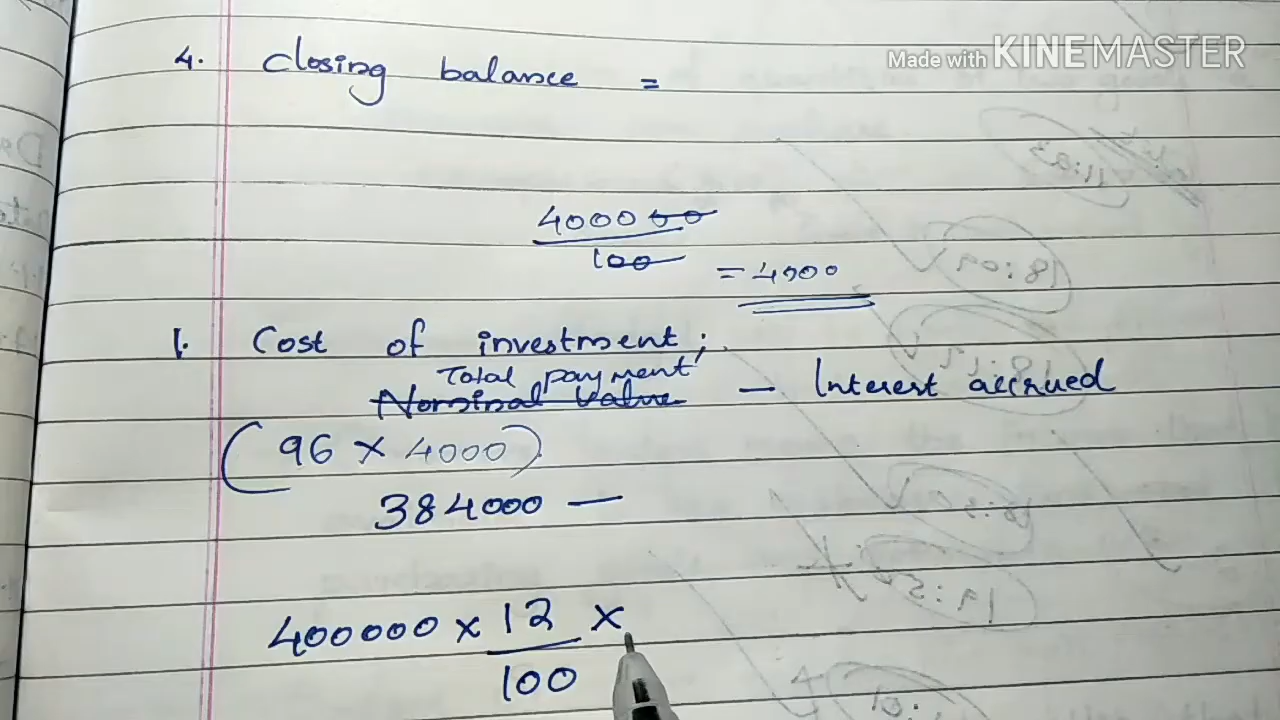 Made with KINEMASTER
4. Closing balance =
400000
100
= 4000
1. Cost of investment;
Total payment
Nominal Value — Interest accrued
(96 × 4000)
384000 —
400000 × 12 ×
100